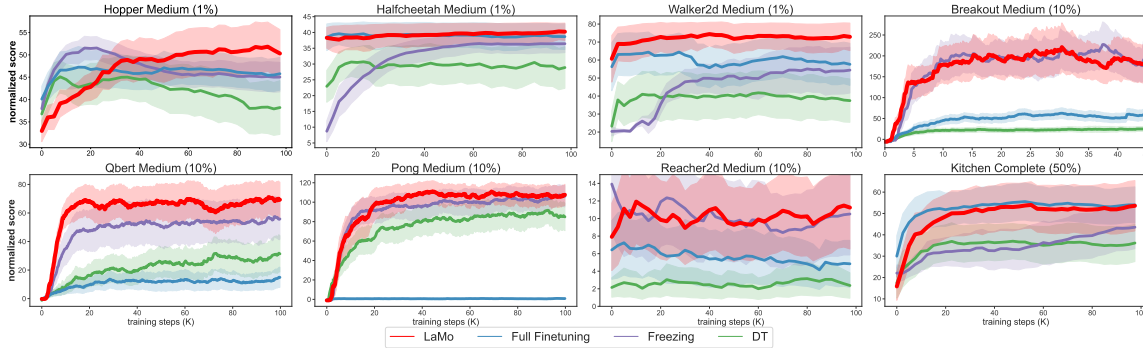 Hopper Medium (1%)
Halfcheetah Medium (1%)
Walker2d Medium (1%)
Breakout Medium (10%)
normalized score
55
50
45
40
35
30
0 20 40 60 80 100
45
40
35
30
25
20
15
10
5
0 20 40 60 80 100
80
70
60
50
40
30
20
0 20 40 60 80 100
250
200
150
100
50
0
0 5 10 15 20 25 30 35 40
Qbert Medium (10%)
Pong Medium (10%)
Reacher2d Medium (10%)
Kitchen Complete (50%)
normalized score
80
60
40
20
0
0 20 40 60 80 100
training steps (K)
120
100
80
60
40
20
0
0 20 40 60 80 100
training steps (K)
14
12
10
8
6
4
2
0
0 20 40 60 80 100
training steps (K)
60
50
40
30
20
10
0 20 40 60 80
training steps (K)
LaMo Full Finetuning Freezing DT